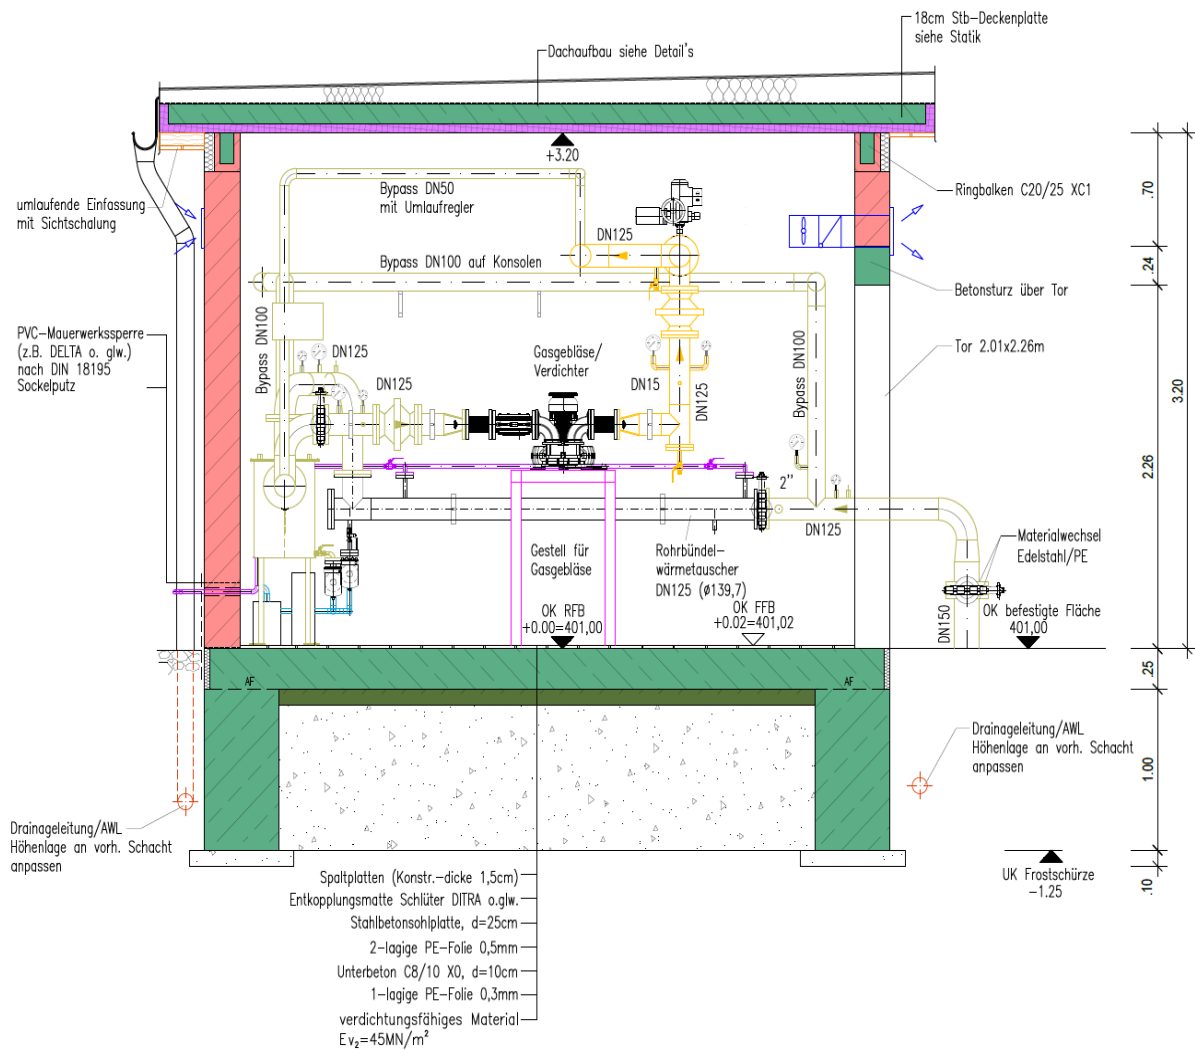 18cm Stb-Deckenplatte
siehe Statik
Dachaufbau siehe Detail's
+3.20
Bypass DN50
mit Umlaufregler
DN125
umlaufende Einfassung
mit Sichtschalung
Ringbalken C20/25 XC1
.70
.24
Bypass DN100 auf Konsolen
Betonsturz über Tor
PVC-Mauerwerkssperre
(z.B. DELTA o. glw.)
nach DIN 18195
Sockelputz
Bypass DN100
DN125
DN125
Gasgebläse/
Verdichter
DN15
DN125
Bypass DN100
Tor 2.01x2.26m
3.20
2.26
2"
DN125
Materialwechsel
Edelstahl/PE
Gestell für
Gasgebläse
Rohrbündel-
wärmetauscher
DN125 (ø139,7)
OK RFB
+0.00=401,00
OK FFB
+0.02=401,02
DN150
OK befestigte Fläche
401,00
.25
AF
AF
Drainageleitung/AWL
Höhenlage an vorh. Schacht
anpassen
1.00
Drainageleitung/AWL
Höhenlage an vorh. Schacht
anpassen
UK Frostschürze
-1.25
.10
Spaltplatten (Konstr.-dicke 1,5cm)
Entkopplungsmatte Schlüter DITRA o.glw.
Stahlbetonsohlplatte, d=25cm
2-lagige PE-Folie 0,5mm
Unterbeton C8/10 X0, d=10cm
1-lagige PE-Folie 0,3mm
verdichtungsfähiges Material
Ev₂=45MN/m²